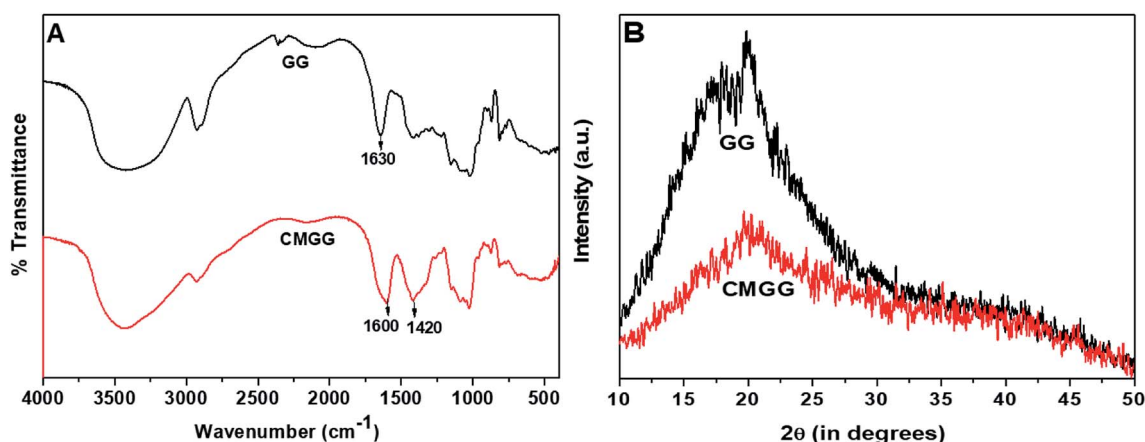 A
% Transmittance
GG
1630
CMGG
1600
1420
4000 3500 3000 2500 2000 1500 1000 500
Wavenumber (cm⁻¹)
B
Intensity (a.u.)
GG
CMGG
10 15 20 25 30 35 40 45 50
2θ (in degrees)